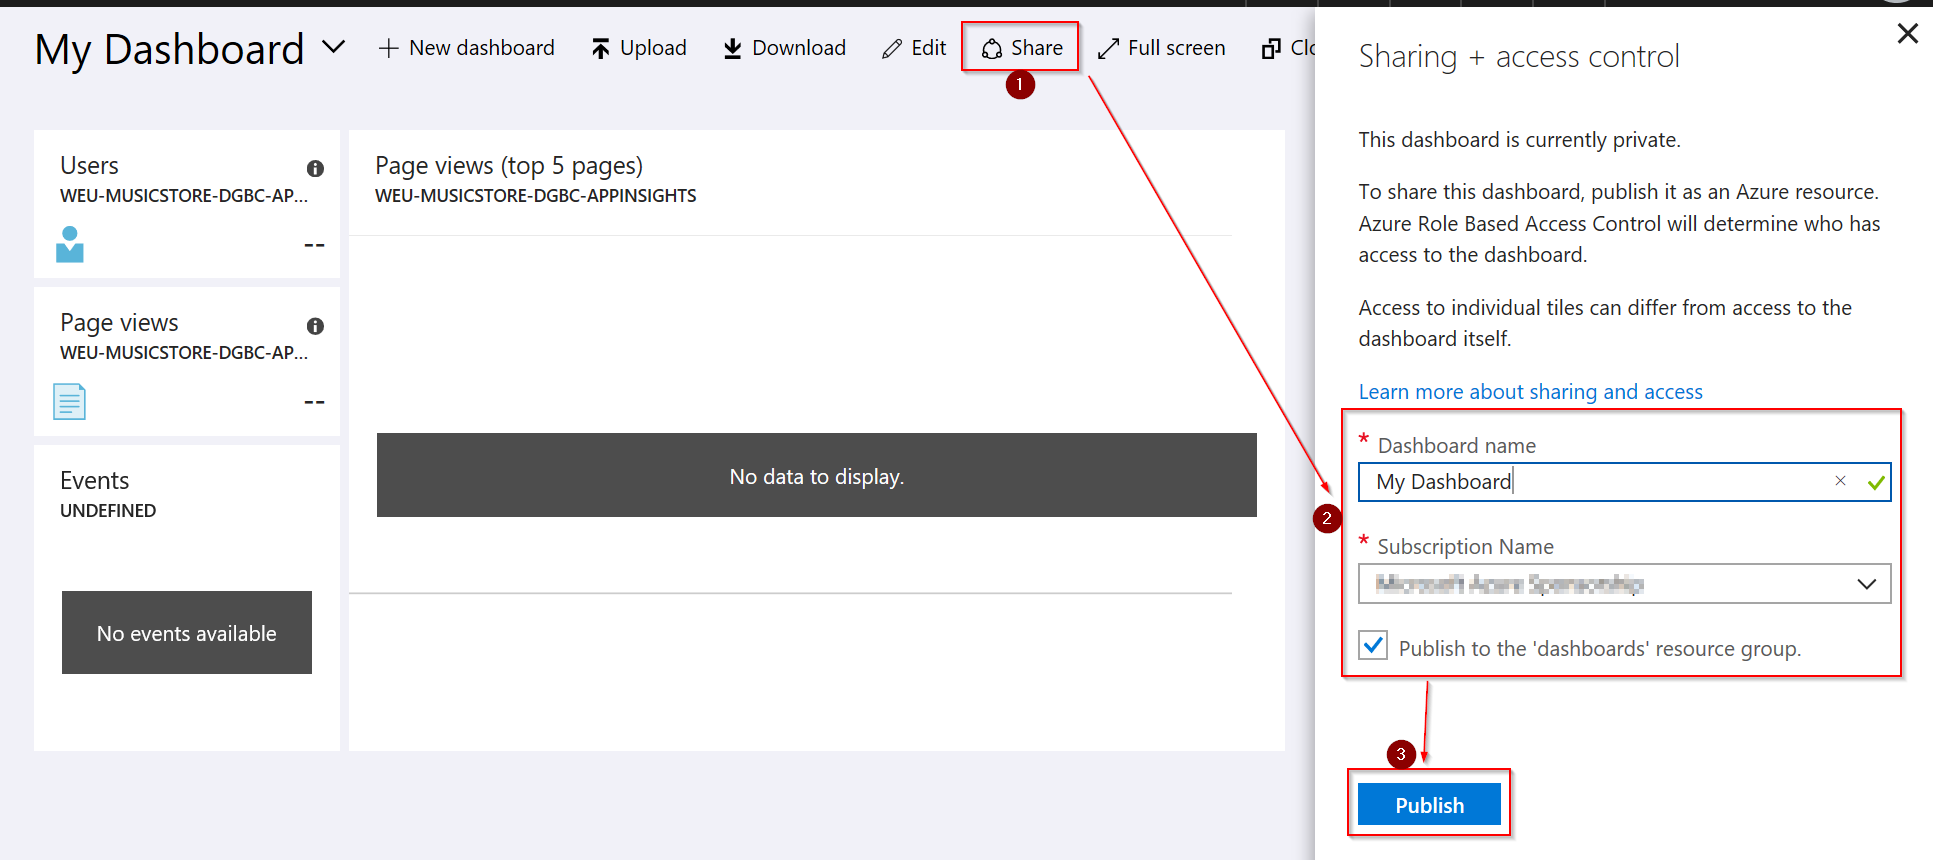 My Dashboard
New dashboard
Upload
Download
Edit
Share
Full screen
Clo
1
Users
WEU-MUSICSTORE-DGBC-AP...
--
Page views
WEU-MUSICSTORE-DGBC-AP...
--
Events
UNDEFINED
No events available
Page views (top 5 pages)
WEU-MUSICSTORE-DGBC-APPINSIGHTS
No data to display.
Sharing + access control
This dashboard is currently private.
To share this dashboard, publish it as an Azure resource.
Azure Role Based Access Control will determine who has
access to the dashboard.
Access to individual tiles can differ from access to the
dashboard itself.
Learn more about sharing and access
* Dashboard name
My Dashboard
2
* Subscription Name
Publish to the 'dashboards' resource group.
3
Publish